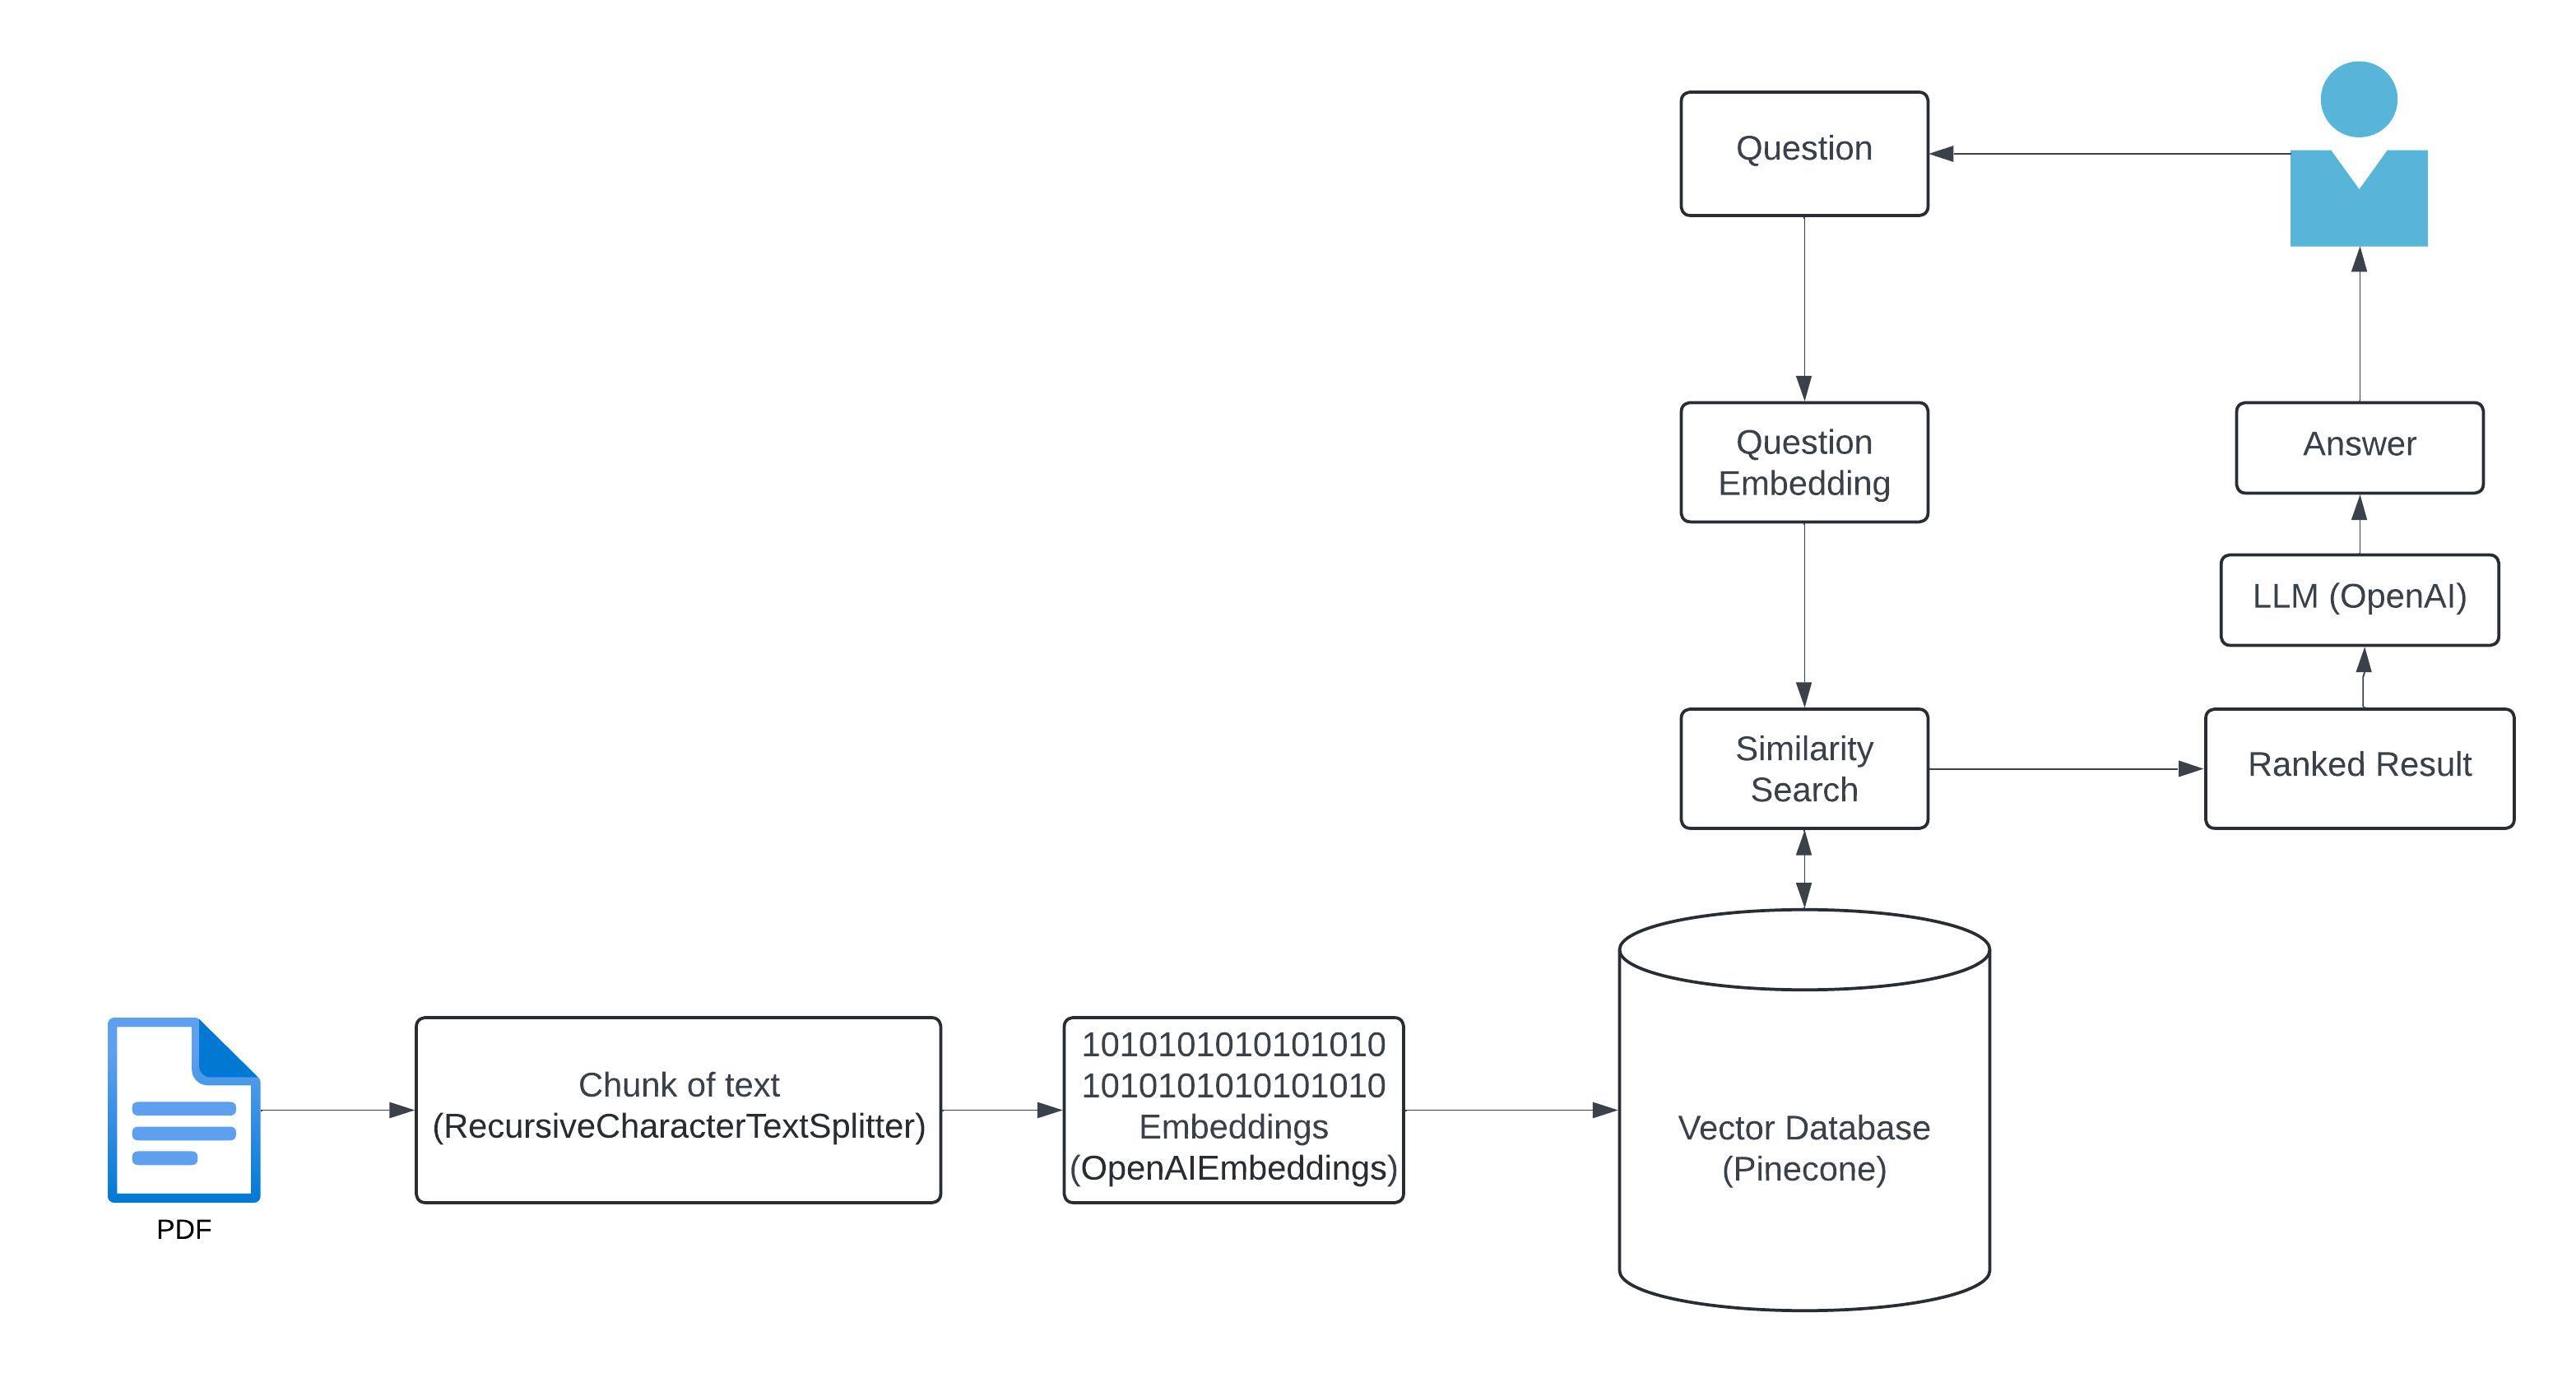 Question
Question
Embedding
Answer
LLM (OpenAI)
Similarity
Search
Ranked Result
PDF
Chunk of text
(RecursiveCharacterTextSplitter)
1010101010101010
1010101010101010
Embeddings
(OpenAIEmbeddings)
Vector Database
(Pinecone)